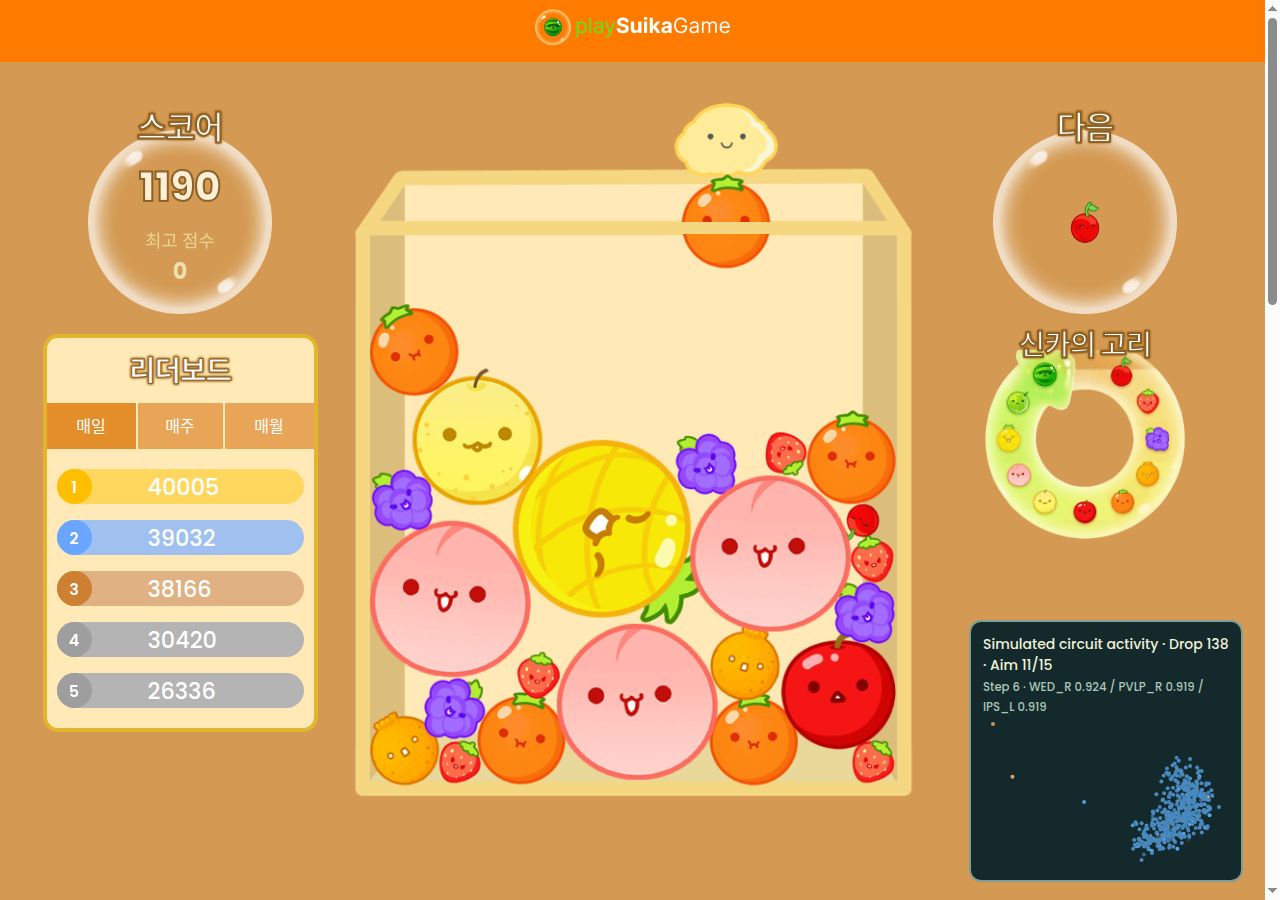 playSuikaGame
스코어
1190
최고 점수
0
다음
신카의 고리
리더보드
매일 매주 매월
1 40005
2 39032
3 38166
4 30420
5 26336
Simulated circuit activity · Drop 138
· Aim 11/15
Step 6 · WED_R 0.924 / PVLP_R 0.919 /
IPS_L 0.919